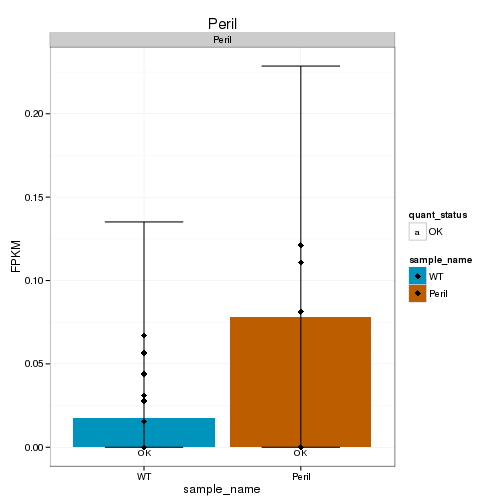 Peril
Peril
0.20
0.15
0.10
0.05
0.00
FPKM
OK OK
WT Peril
sample_name
quant_status
a OK
sample_name
WT
Peril